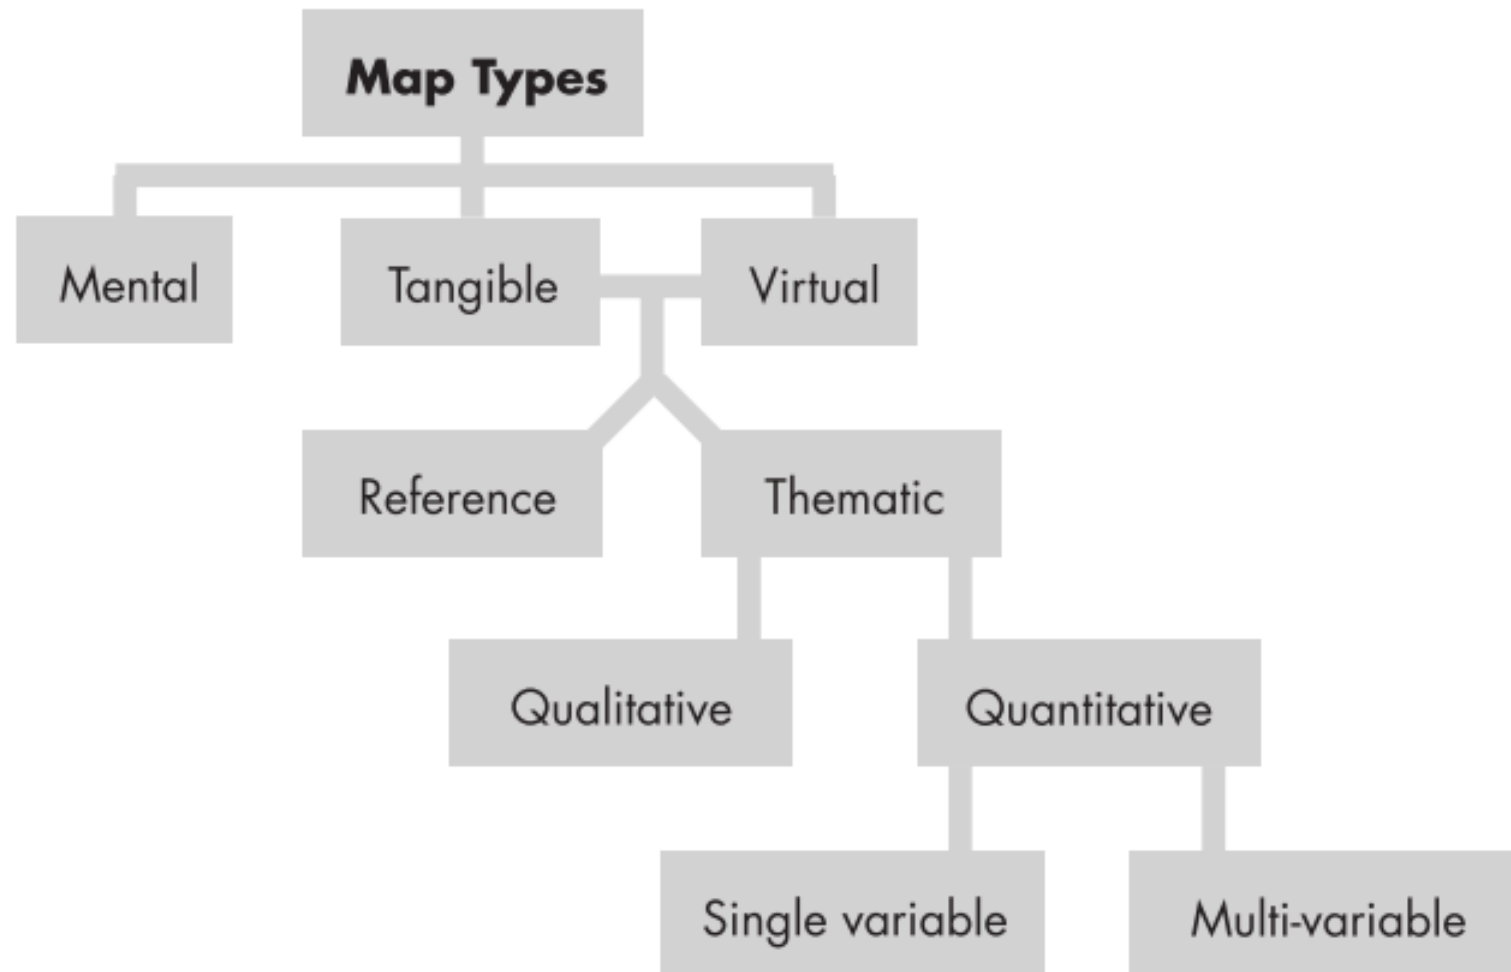 Map Types
Mental
Tangible
Virtual
Reference
Thematic
Qualitative
Quantitative
Single variable
Multi-variable